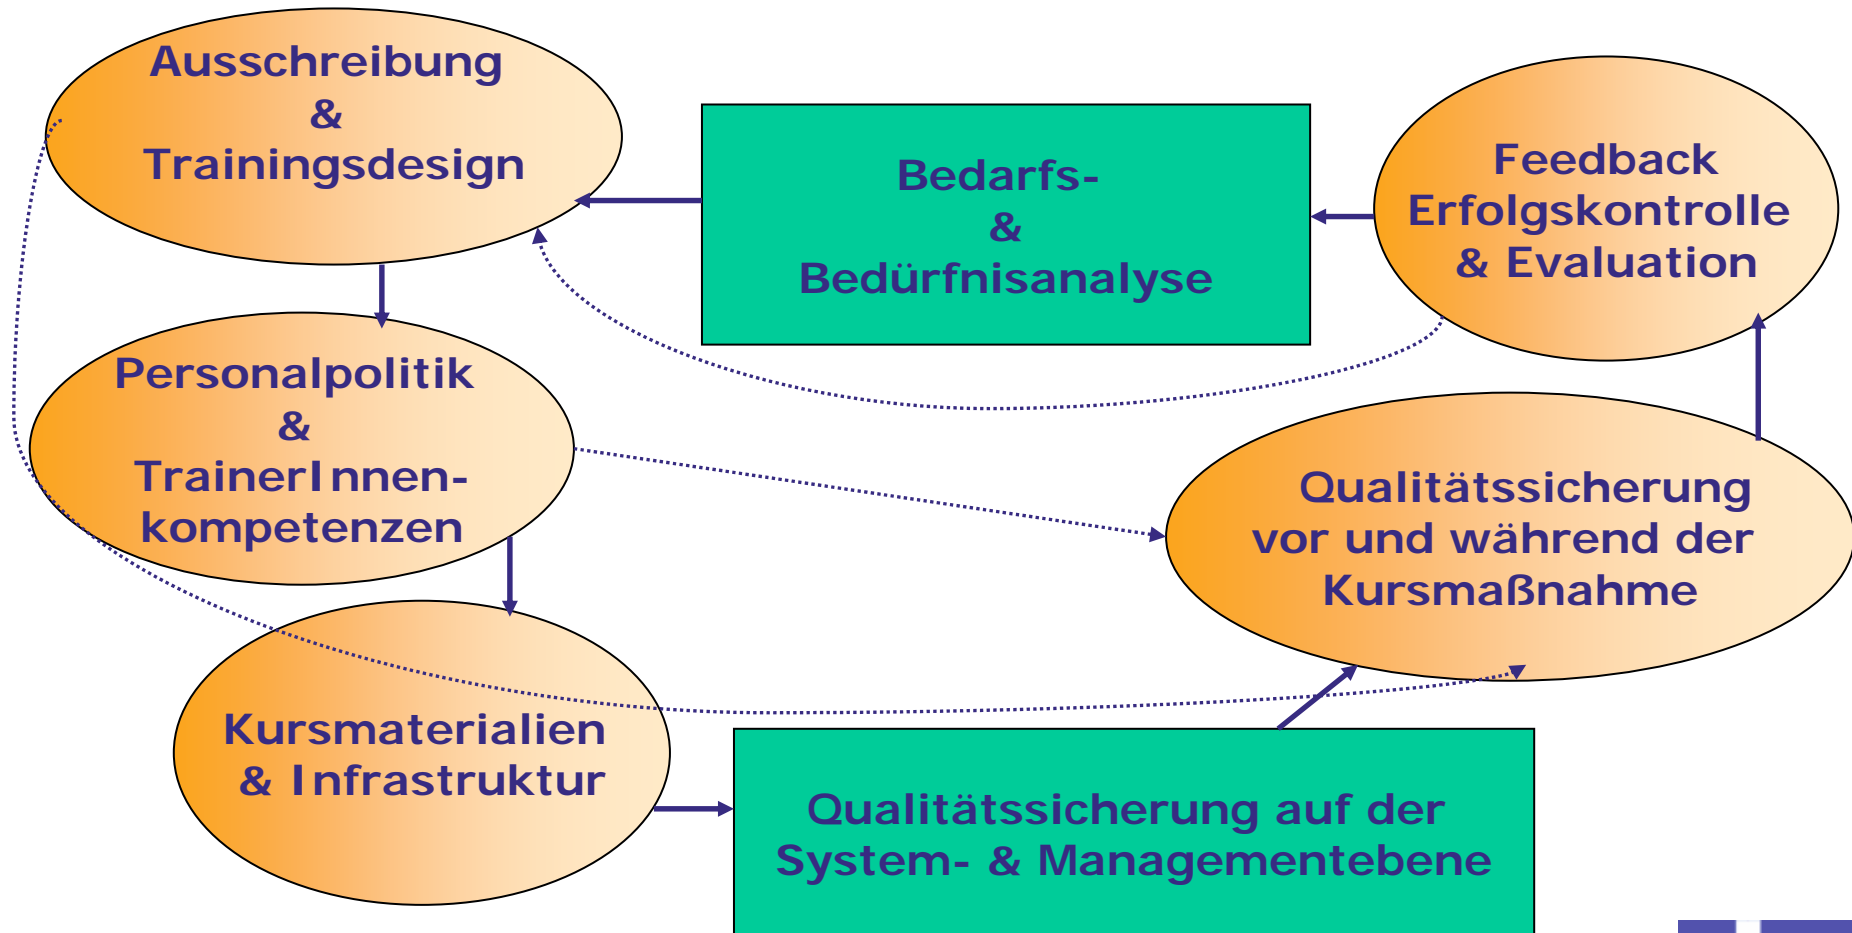 Ausschreibung
&
Trainingsdesign
Bedarfs-
&
Bedürfnisanalyse
Feedback
Erfolgskontrolle
& Evaluation
Personalpolitik
&
TrainerInnen-
kompetenzen
Qualitätssicherung
vor und während der
Kursmaßnahme
Kursmaterialien
& Infrastruktur
Qualitätssicherung auf der
System- & Managementebene